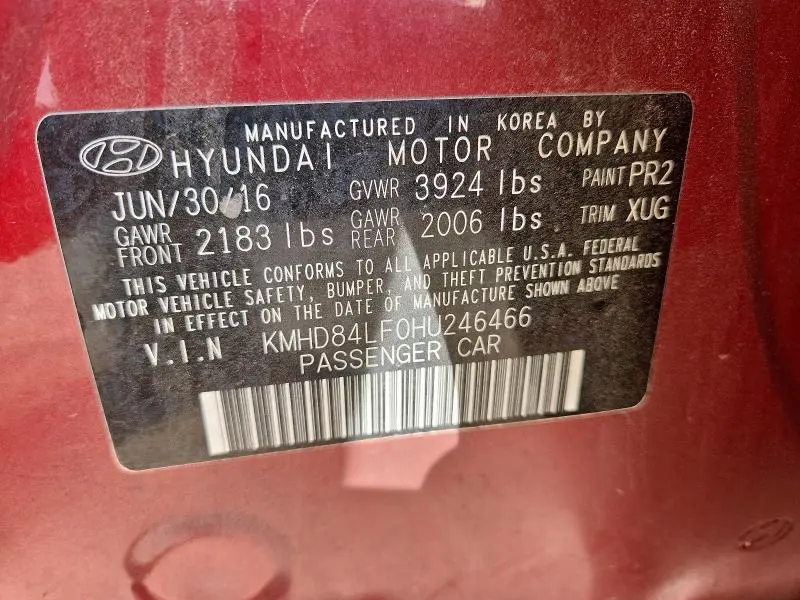 MANUFACTURED IN KOREA BY
HYUNDAI MOTOR COMPANY
JUN/30/16 GVWR 3924 lbs PAINT PR2
GAWR FRONT 2183 lbs GAWR REAR 2006 lbs TRIM XUG
THIS VEHICLE CONFORMS TO ALL APPLICABLE U.S.A. FEDERAL
MOTOR VEHICLE SAFETY, BUMPER, AND THEFT PREVENTION STANDARDS
IN EFFECT ON THE DATE OF MANUFACTURE SHOWN ABOVE
V.I.N KMHD84LF0HU246466
PASSENGER CAR